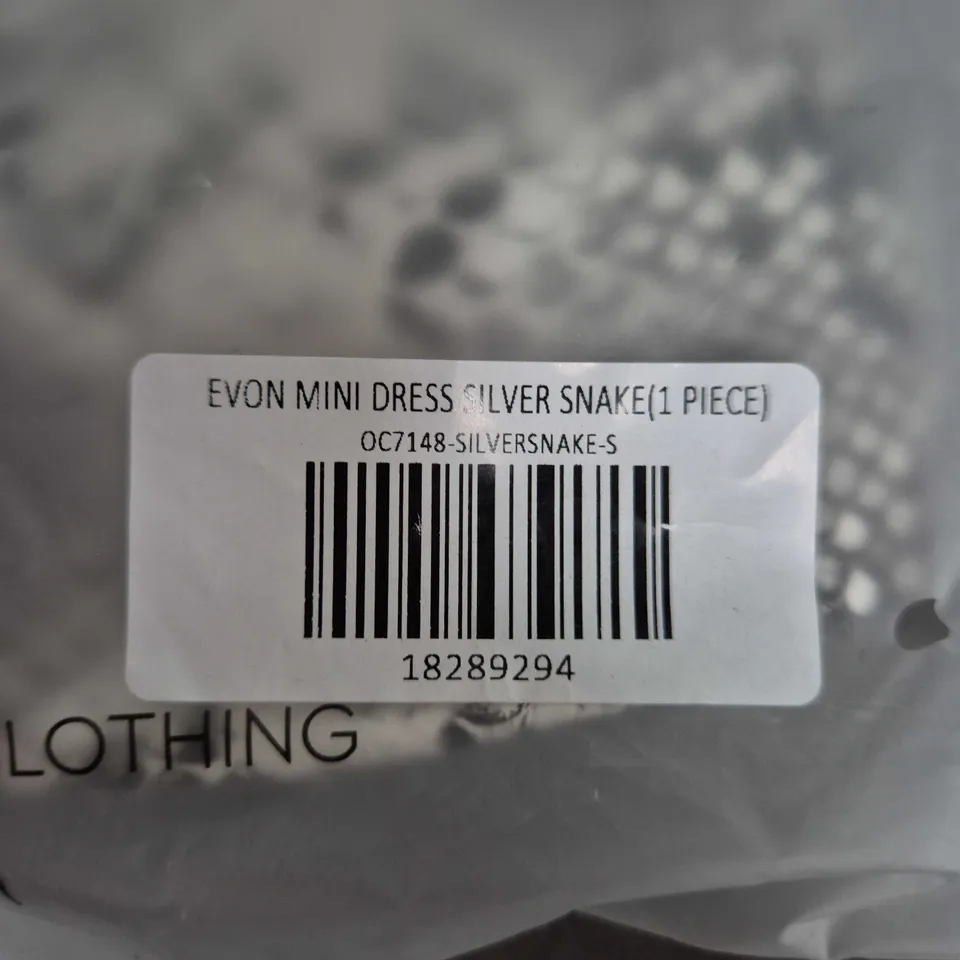 EVON MINI DRESS SILVER SNAKE(1 PIECE)
OC7148-SILVERSNAKE-S
18289294
LOTHING